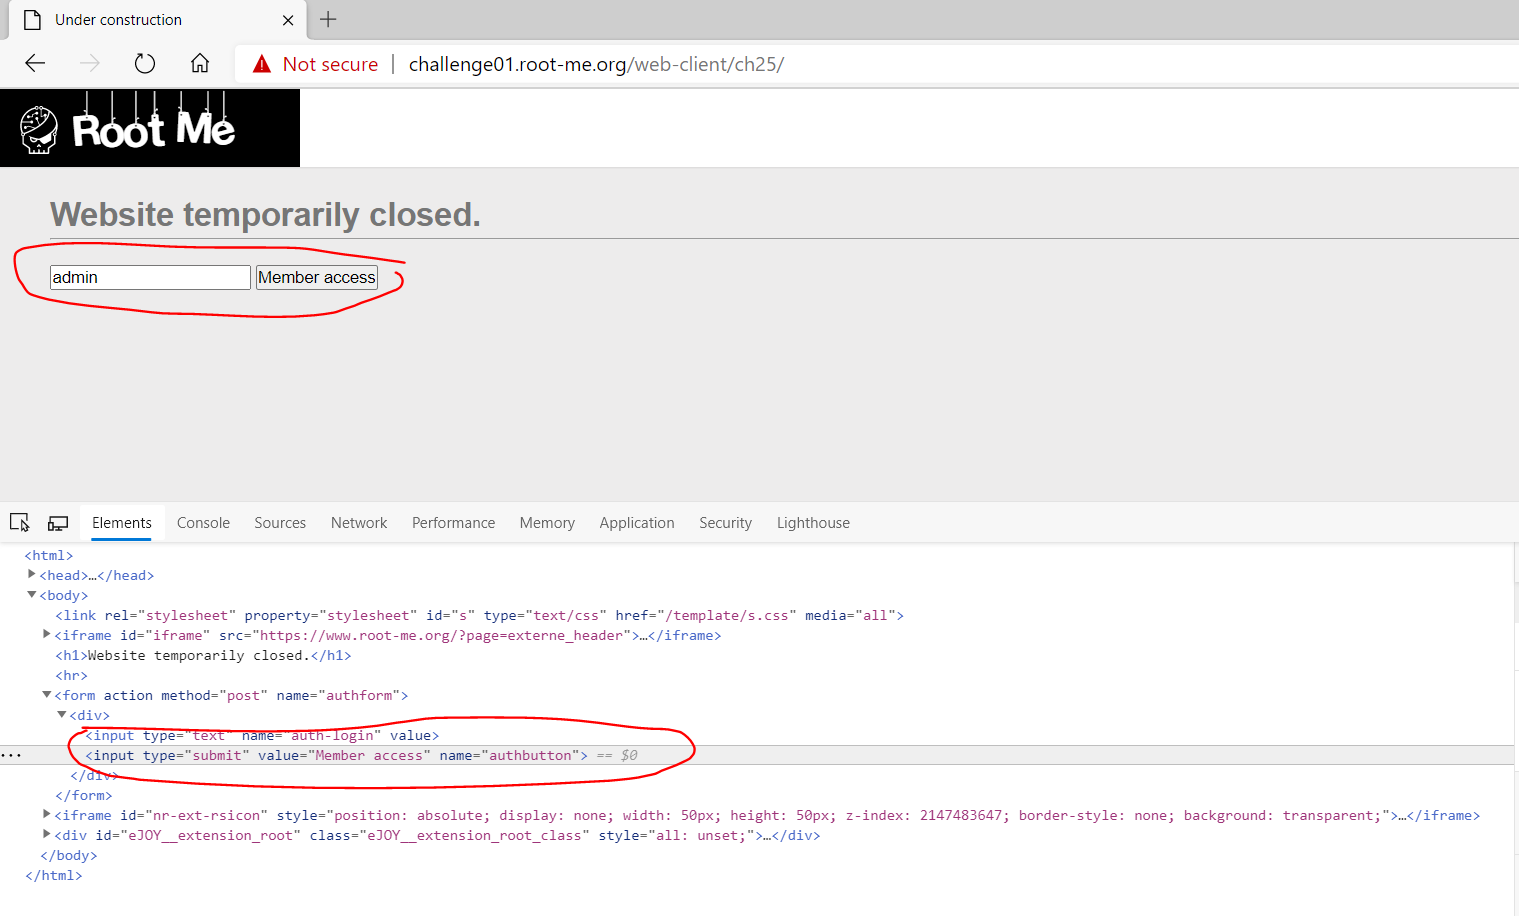 Under construction
Not secure | challenge01.root-me.org/web-client/ch25/
Root Me
Website temporarily closed.
admin Member access
Elements Console Sources Network Performance Memory Application Security Lighthouse
<html>
<head>…</head>
<body>
<link rel="stylesheet" property="stylesheet" id="s" type="text/css" href="/template/s.css" media="all">
<iframe id="iframe" src="https://www.root-me.org/?page=externe_header">…</iframe>
<h1>Website temporarily closed.</h1>
<hr>
<form action method="post" name="authform">
<div>
<input type="text" name="auth-login" value>
<input type="submit" value="Member access" name="authbutton"> == $0
</div>
</form>
<iframe id="nr-ext-rsicon" style="position: absolute; display: none; width: 50px; height: 50px; z-index: 2147483647; border-style: none; background: transparent;">…</iframe>
<div id="eJOY__extension_root" class="eJOY__extension_root_class" style="all: unset;">…</div>
</body>
</html>